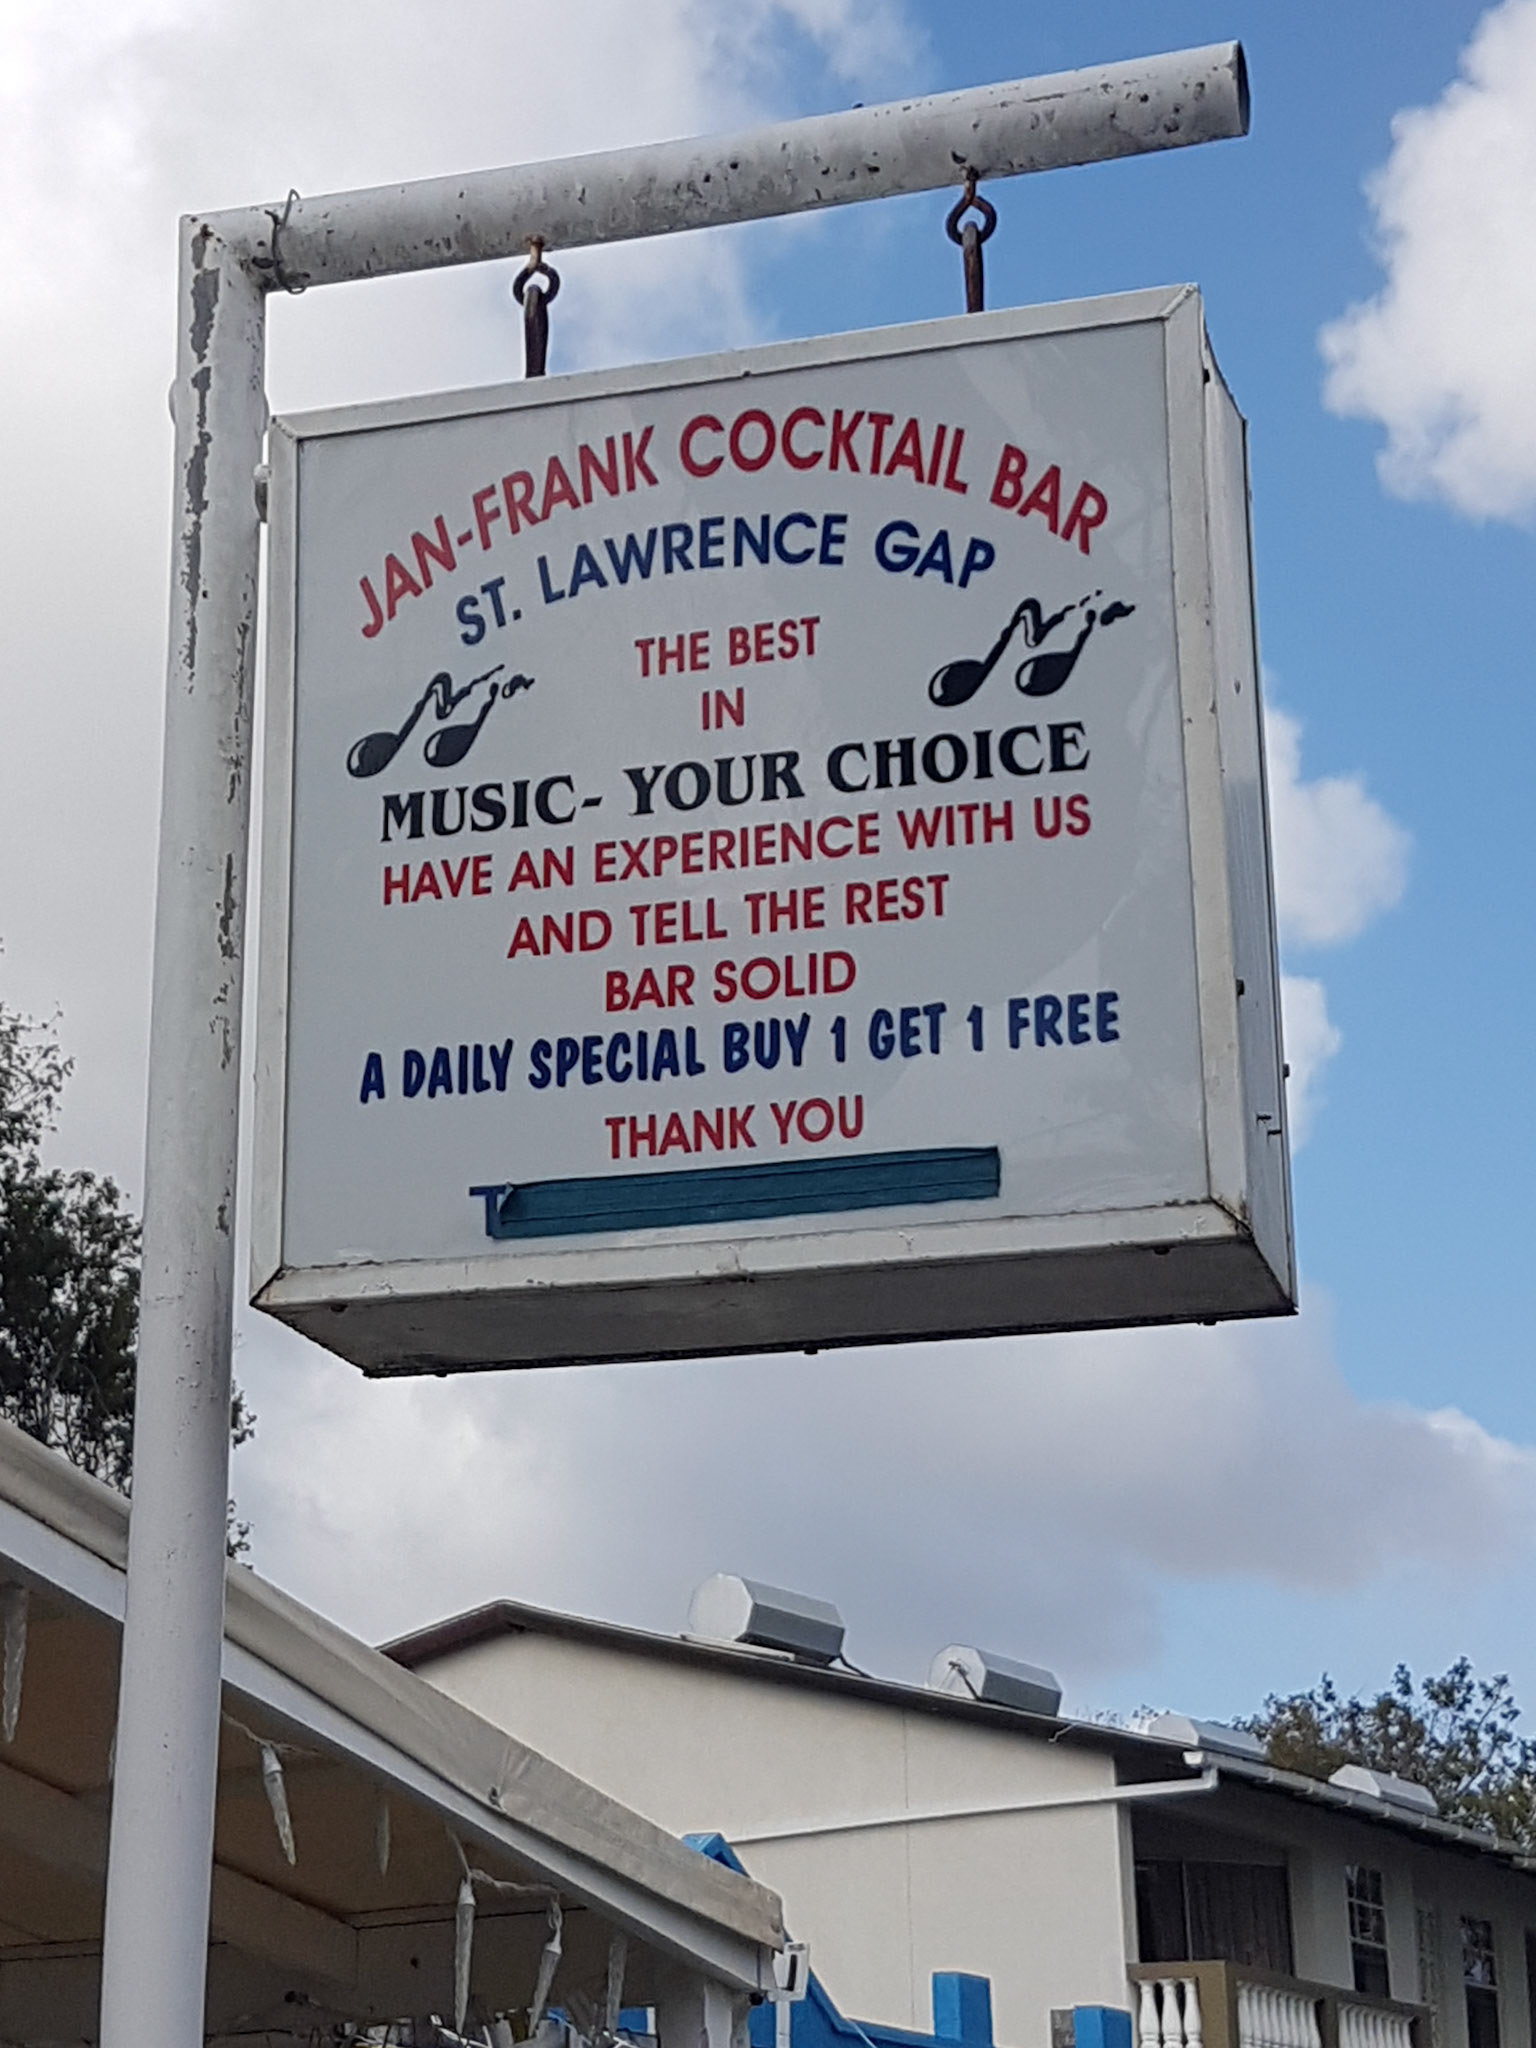 JAN-FRANK COCKTAIL BAR
ST. LAWRENCE GAP
THE BEST
IN
MUSIC- YOUR CHOICE
HAVE AN EXPERIENCE WITH US
AND TELL THE REST
BAR SOLID
A DAILY SPECIAL BUY 1 GET 1 FREE
THANK YOU